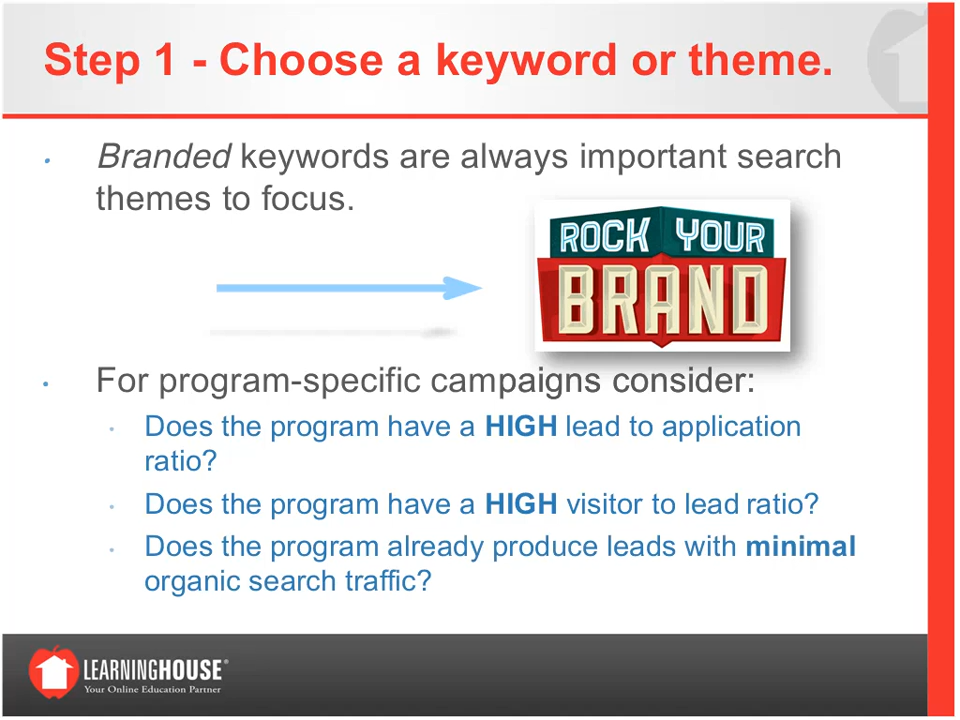 Step 1 - Choose a keyword or theme.
• Branded keywords are always important search
themes to focus.
ROCK YOUR
BRAND
• For program-specific campaigns consider:
• Does the program have a HIGH lead to application
ratio?
• Does the program have a HIGH visitor to lead ratio?
• Does the program already produce leads with minimal
organic search traffic?
LEARNINGHOUSE®
Your Online Education Partner